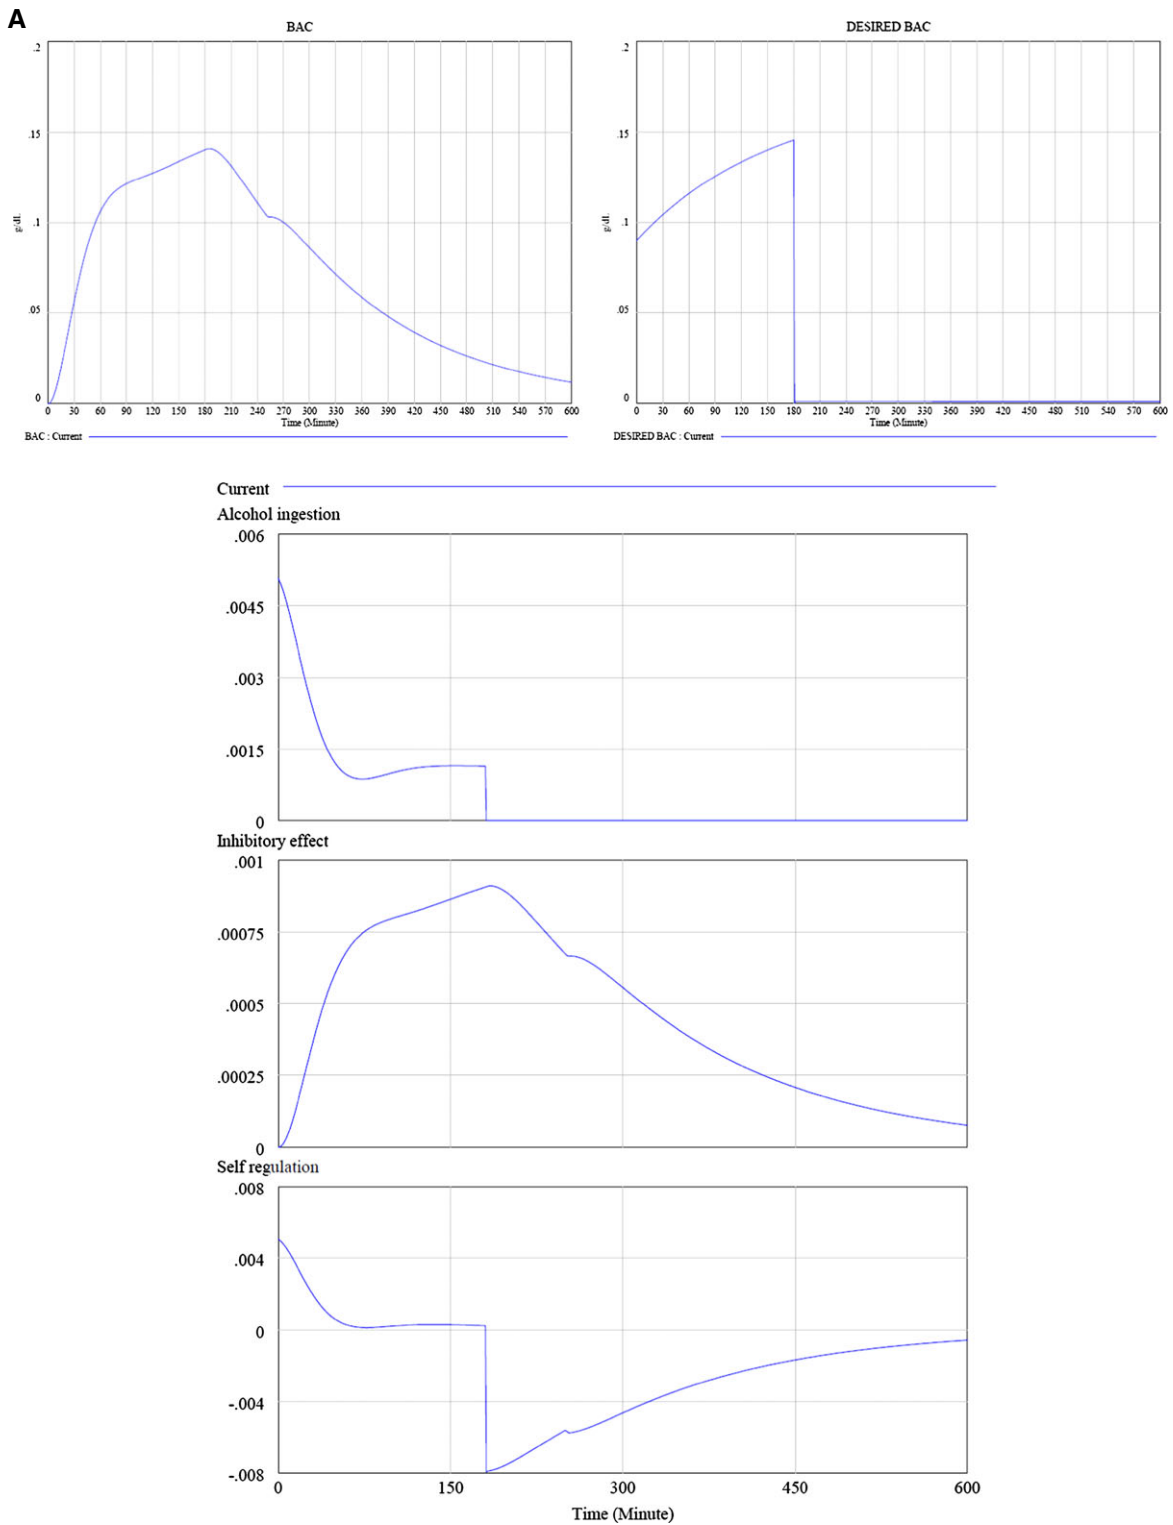 A
BAC
.2
.15
.1
.05
0
g/dL
0 30 60 90 120 150 180 210 240 270 300 330 360 390 420 450 480 510 540 570 600
Time (Minute)
BAC : Current
DESIRED BAC
.2
.15
.1
.05
0
g/dL
0 30 60 90 120 150 180 210 240 270 300 330 360 390 420 450 480 510 540 570 600
Time (Minute)
DESIRED BAC : Current
Current
Alcohol ingestion
.006
.0045
.003
.0015
0
Inhibitory effect
.001
.00075
.0005
.00025
0
Self regulation
.008
.004
0
-.004
-.008
0 150 300 450 600
Time (Minute)